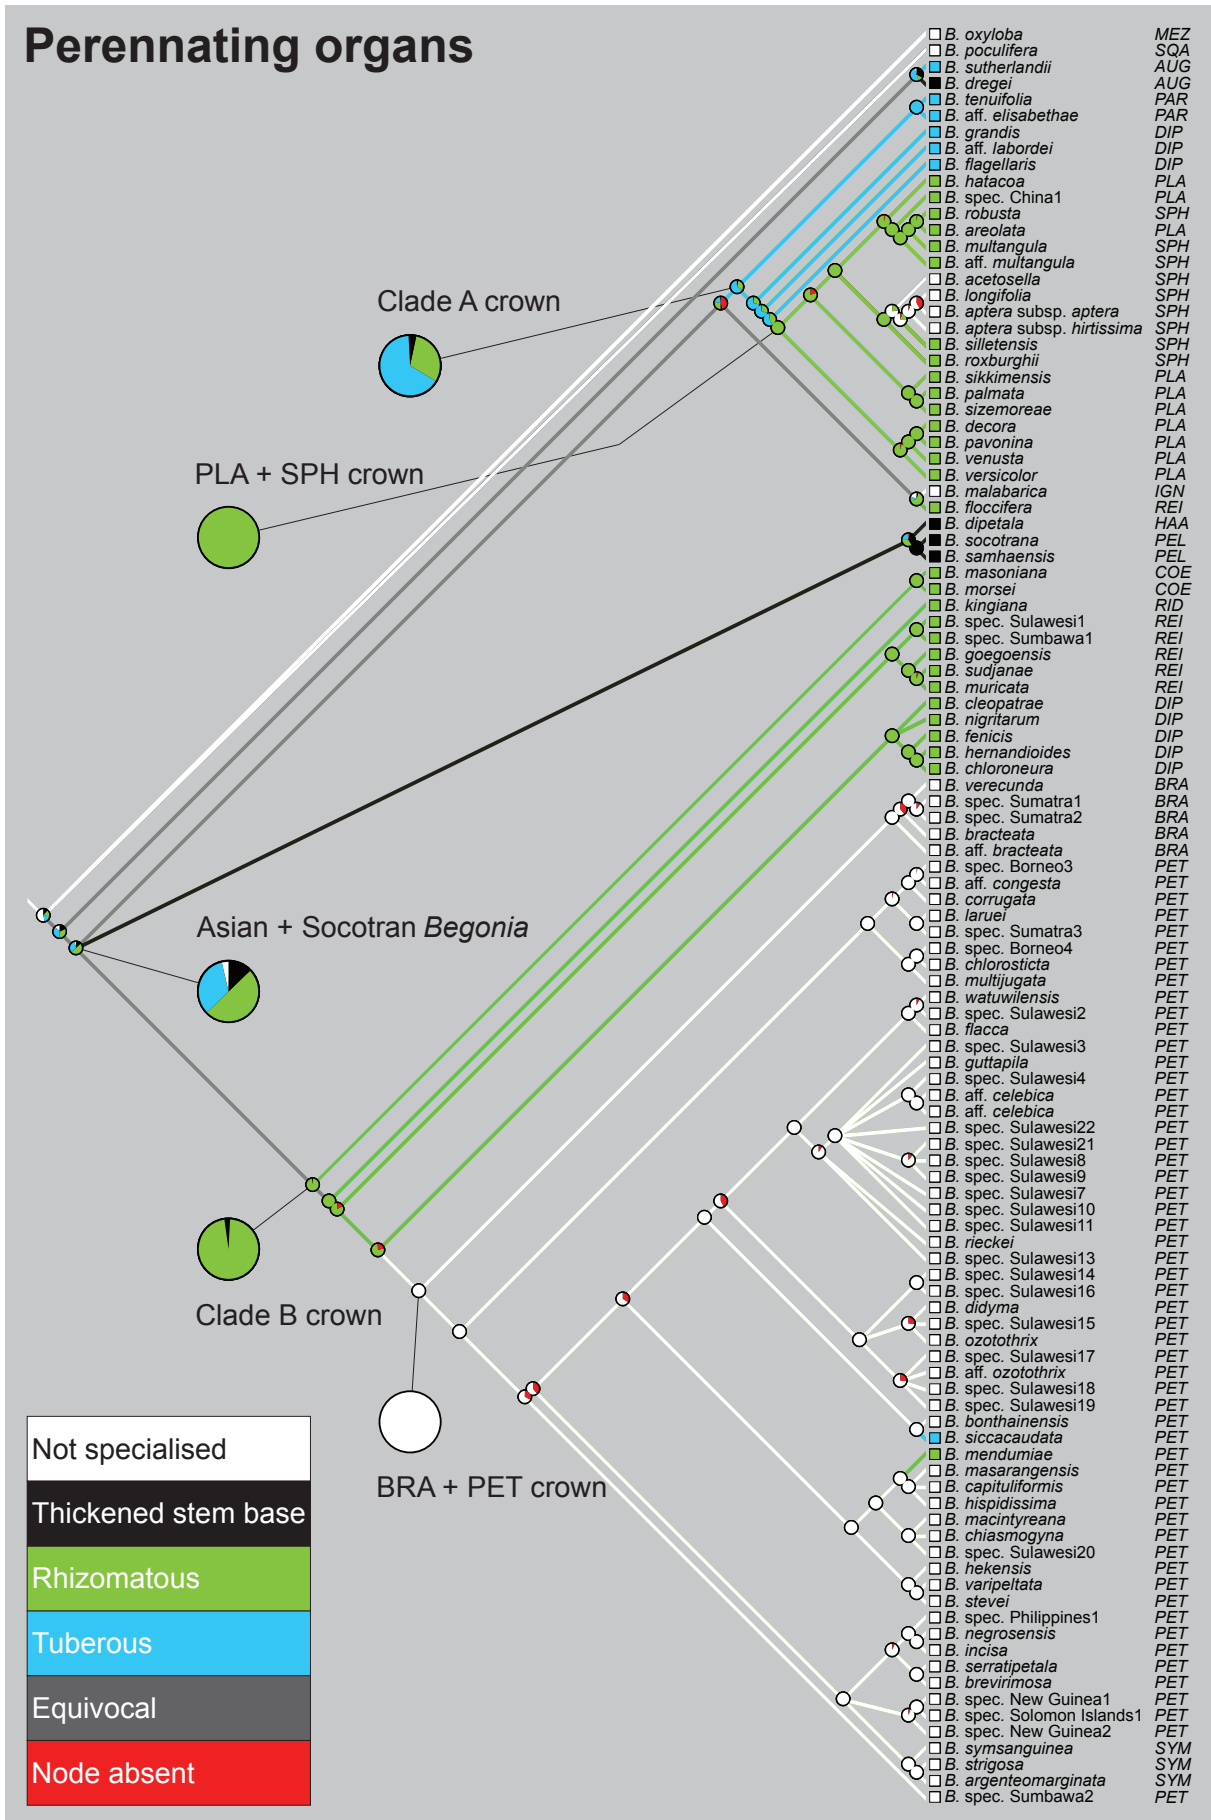 Perennating organs
B. oxyloba MEZ
B. poculifera SQA
B. sutherlandii AUG
B. dregei AUG
B. tenuifolia PAR
B. aff. elisabethae PAR
B. grandis DIP
B. aff. labordei DIP
B. flagellaris DIP
B. hatacoa PLA
B. spec. China1 PLA
B. robusta SPH
B. areolata PLA
B. multangula SPH
B. aff. multangula SPH
B. acetosella SPH
B. longifolia SPH
B. aptera subsp. aptera SPH
B. aptera subsp. hirtissima SPH
B. silletensis SPH
B. roxburghii SPH
B. sikkimensis PLA
B. palmata PLA
B. sizemoreae PLA
B. decora PLA
B. pavonina PLA
B. venusta PLA
B. versicolor PLA
B. malabarica IGN
B. floccifera REI
B. dipetala HAA
B. socotrana PEL
B. samhaensis PEL
B. masoniana COE
B. morsei COE
B. kingiana RID
B. spec. Sulawesi1 REI
B. spec. Sumbawa1 REI
B. goegoensis REI
B. sudjanae REI
B. muricata REI
B. cleopatrae DIP
B. nigritarum DIP
B. fenicis DIP
B. hernandioides DIP
B. chloroneura DIP
B. verecunda BRA
B. spec. Sumatra1 BRA
B. spec. Sumatra2 BRA
B. bracteata BRA
B. aff. bracteata BRA
B. spec. Borneo3 PET
B. aff. congesta PET
B. corrugata PET
B. laruei PET
B. spec. Sumatra3 PET
B. spec. Borneo4 PET
B. chlorosticta PET
B. multijugata PET
B. watuwilensis PET
B. spec. Sulawesi2 PET
B. flacca PET
B. spec. Sulawesi3 PET
B. guttapila PET
B. spec. Sulawesi4 PET
B. aff. celebica PET
B. aff. celebica PET
B. spec. Sulawesi22 PET
B. spec. Sulawesi21 PET
B. spec. Sulawesi8 PET
B. spec. Sulawesi9 PET
B. spec. Sulawesi7 PET
B. spec. Sulawesi10 PET
B. spec. Sulawesi11 PET
B. rieckei PET
B. spec. Sulawesi13 PET
B. spec. Sulawesi14 PET
B. spec. Sulawesi16 PET
B. didyma PET
B. spec. Sulawesi15 PET
B. ozotothrix PET
B. spec. Sulawesi17 PET
B. aff. ozotothrix PET
B. spec. Sulawesi18 PET
B. spec. Sulawesi19 PET
B. bonthainensis PET
B. siccacaudata PET
B. mendumiae PET
B. masarangensis PET
B. capituliformis PET
B. hispidissima PET
B. macintyreana PET
B. chiasmogyna PET
B. spec. Sulawesi20 PET
B. hekensis PET
B. varipeltata PET
B. stevei PET
B. spec. Philippines1 PET
B. negrosensis PET
B. incisa PET
B. serratipetala PET
B. brevirimosa PET
B. spec. New Guinea1 PET
B. spec. Solomon Islands1 PET
B. spec. New Guinea2 PET
B. symsanguinea SYM
B. strigosa SYM
B. argenteomarginata SYM
B. spec. Sumbawa2 PET
Clade A crown
PLA + SPH crown
Asian + Socotran Begonia
Clade B crown
BRA + PET crown
Not specialised
Thickened stem base
Rhizomatous
Tuberous
Equivocal
Node absent